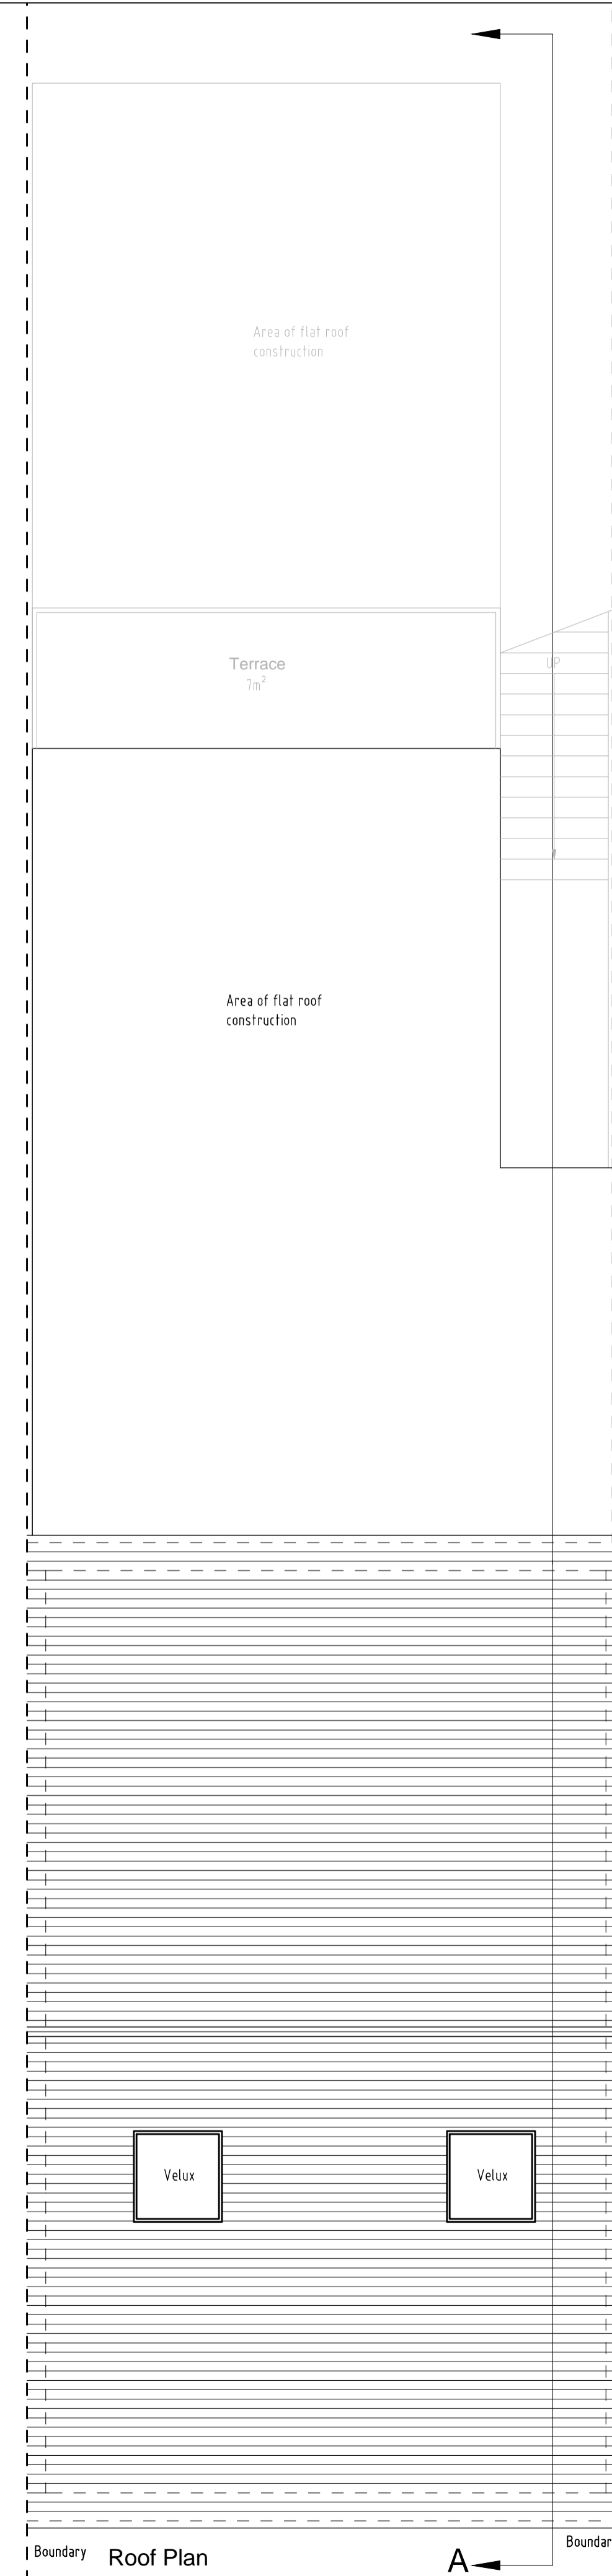 Area of flat roof
construction
Terrace
7m²
UP
Area of flat roof
construction
Velux
Velux
Boundary
Roof Plan
A
Boundar